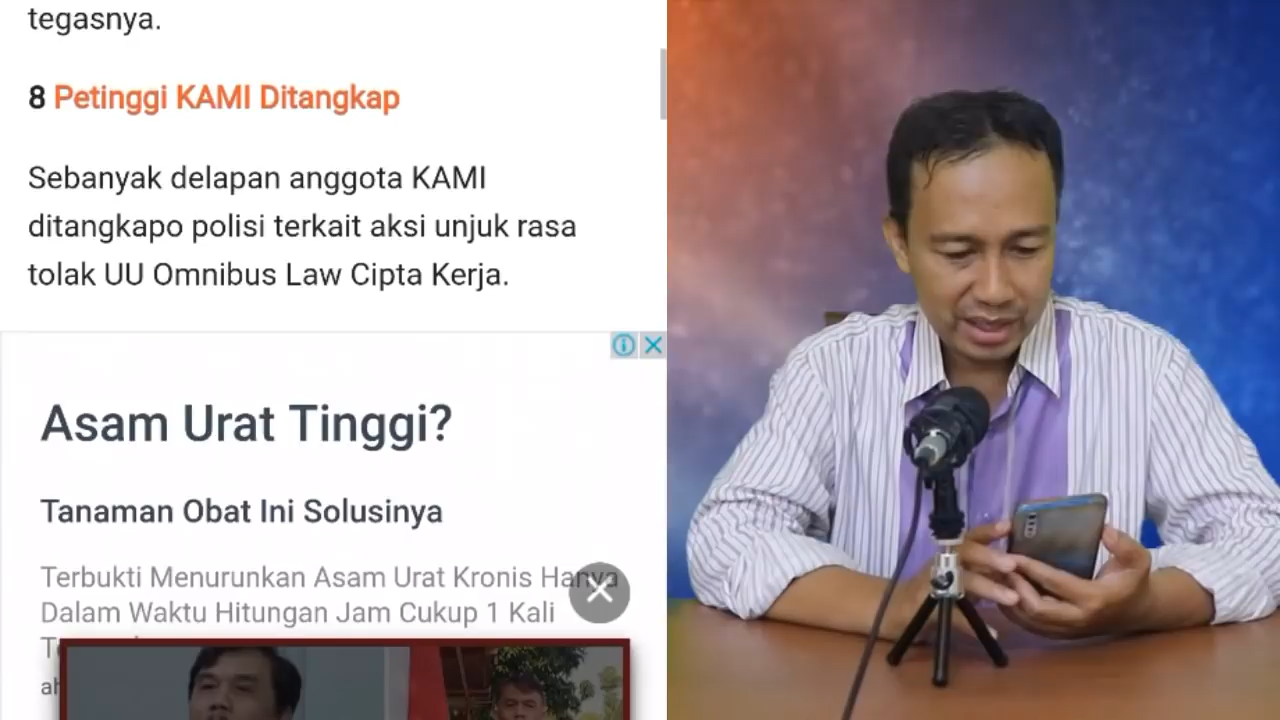 tegasnya.
8 Petinggi KAMI Ditangkap
Sebanyak delapan anggota KAMI
ditangkapo polisi terkait aksi unjuk rasa
tolak UU Omnibus Law Cipta Kerja.
Asam Urat Tinggi?
Tanaman Obat Ini Solusinya
Terbukti Menurunkan Asam Urat Kronis Hanya
Dalam Waktu Hitungan Jam Cukup 1 Kali